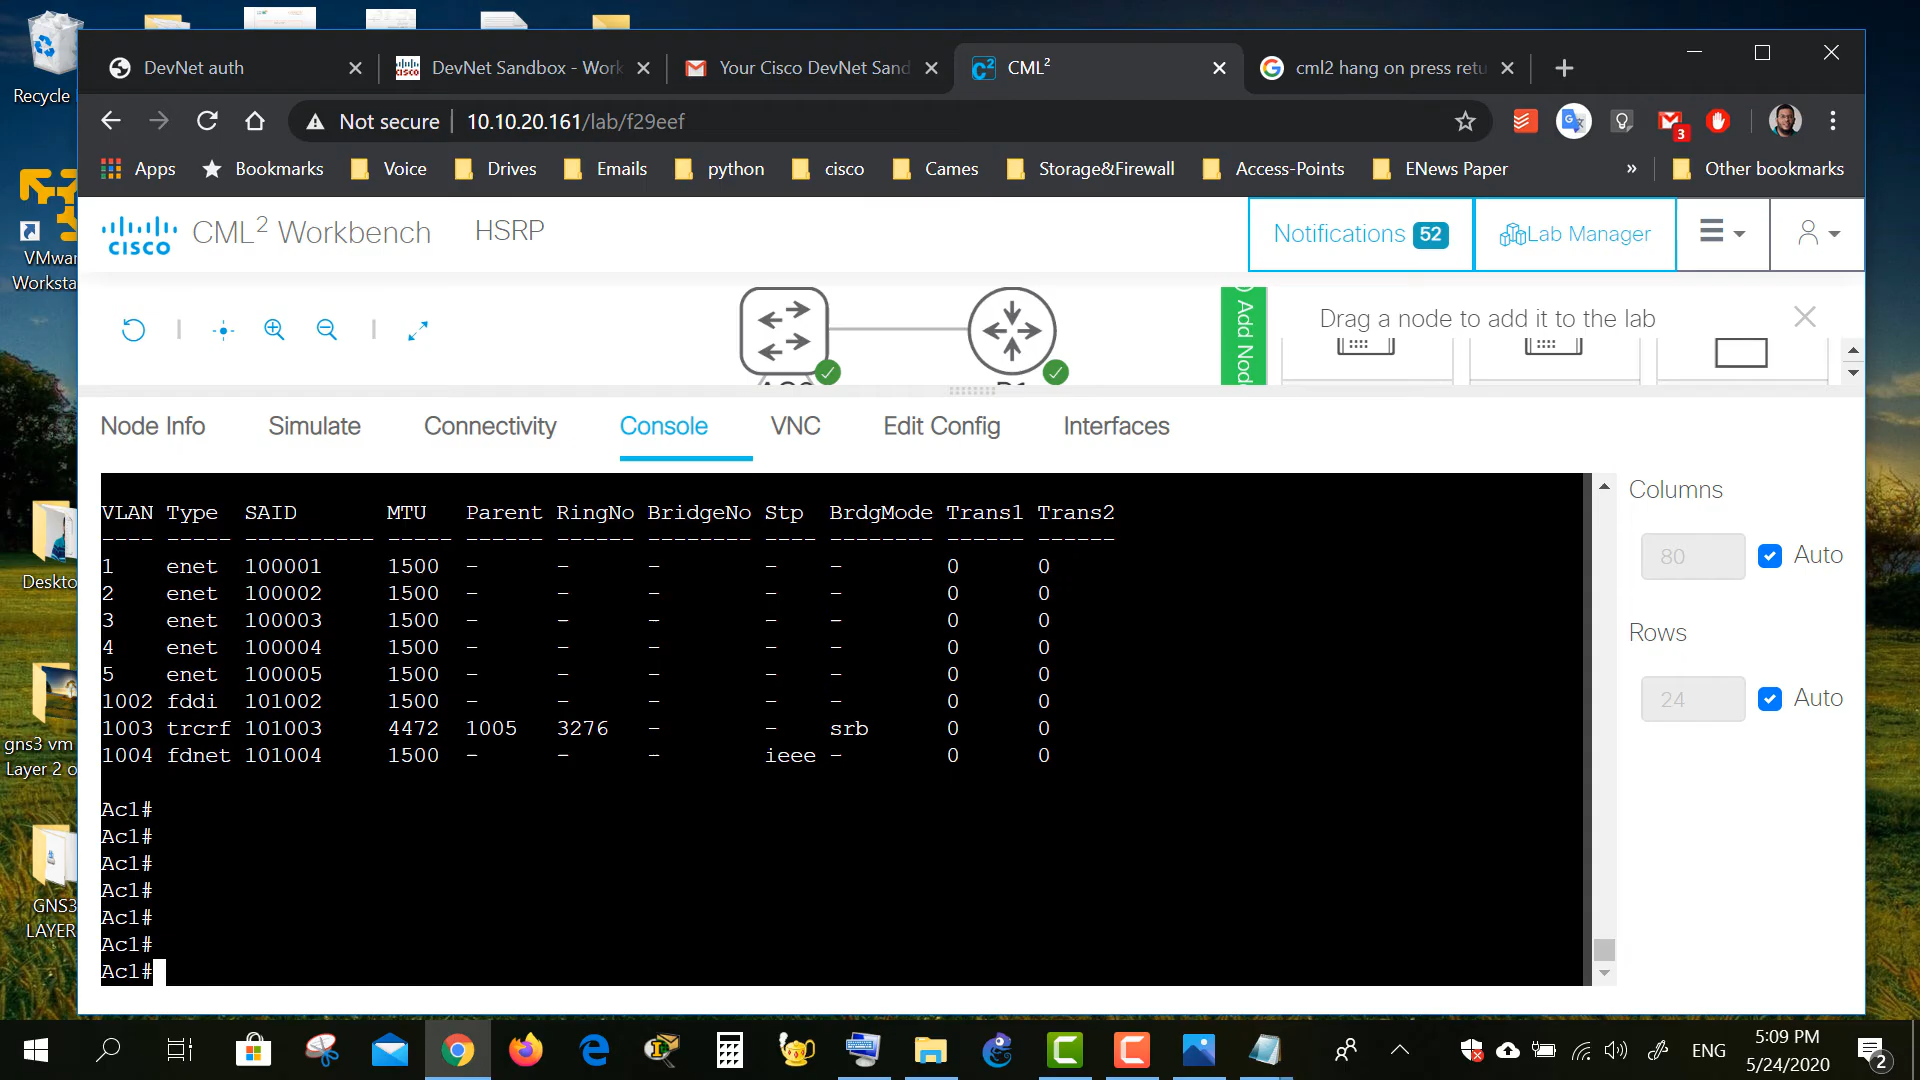 Recycle
VMwar
Worksta
Deskto
gns3 vm
Layer 2 o
GNS3
LAYER
DevNet auth
DevNet Sandbox - Work
Your Cisco DevNet Sand
CML2
cml2 hang on press retu
Not secure
10.10.20.161/lab/f29eef
3
Apps
Bookmarks
Voice
Drives
Emails
python
cisco
Cames
Storage&Firewall
Access-Points
ENews Paper
»
Other bookmarks
CISCO
CML2 Workbench
HSRP
Notifications 52
Lab Manager
Add Nod
Drag a node to add it to the lab
Node Info
Simulate
Connectivity
Console
VNC
Edit Config
Interfaces
VLAN Type SAID MTU Parent RingNo BridgeNo Stp BrdgMode Trans1 Trans2
---- ----- ---------- ----- ------ ------ -------- ---- -------- ------ ------
1 enet 100001 1500 - - - - - 0 0
2 enet 100002 1500 - - - - - 0 0
3 enet 100003 1500 - - - - - 0 0
4 enet 100004 1500 - - - - - 0 0
5 enet 100005 1500 - - - - - 0 0
1002 fddi 101002 1500 - - - - - 0 0
1003 trcrf 101003 4472 1005 3276 - - srb 0 0
1004 fdnet 101004 1500 - - - ieee - 0 0
Ac1#
Ac1#
Ac1#
Ac1#
Ac1#
Ac1#
Ac1#
Columns
80
Auto
Rows
24
Auto
ENG
5:09 PM
5/24/2020
2